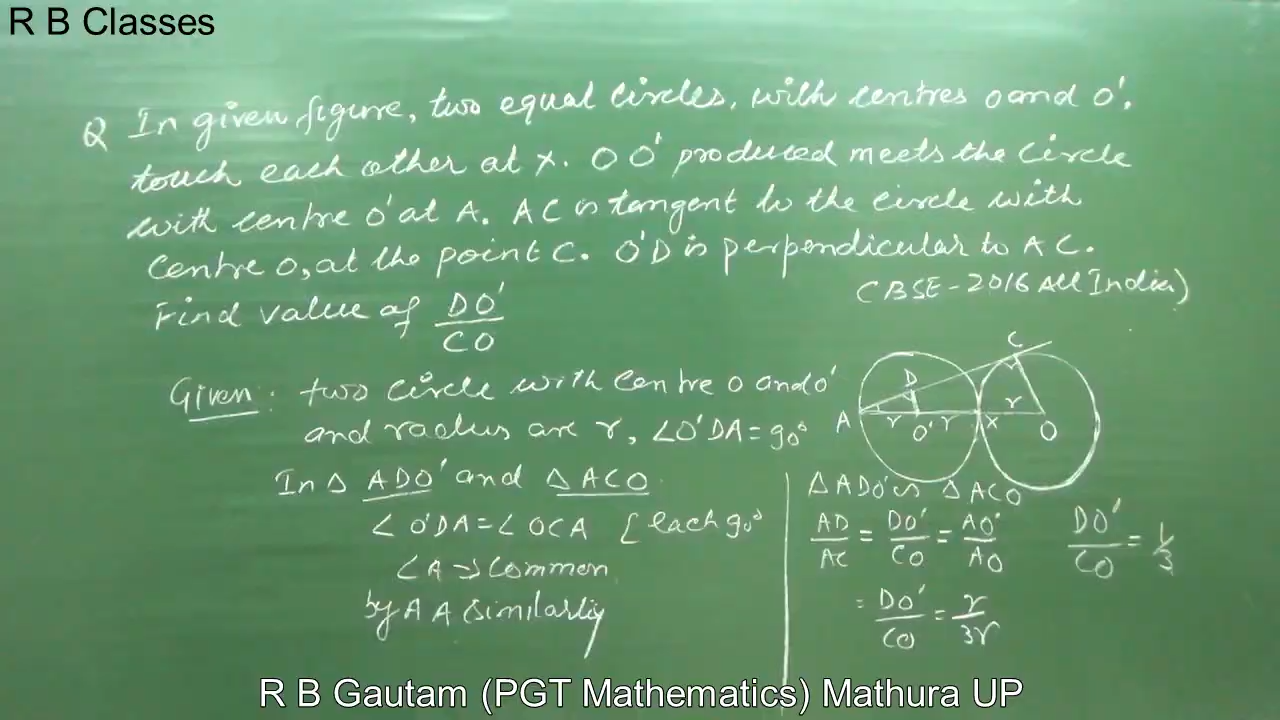 R B Classes
Q In given figure, two equal circles, with centres O and O'.
touch each other at X. OO' produced meets the circle
with centre O' at A. AC is tangent to the circle with
centre O, at the point C. O'D is perpendicular to AC.
(CBSE-2016 All India)
Find value of DO'/CO
Given: two circle with centre O and O'
and radius are r, ∠O'DA=90°
In △ ADO' and △ ACO.
∠ O'DA=∠ OCA [each 90°
∠A → common
by A A similarity
C
D
A r O' r X r O
△ADO' ~ △ACO
AD/AC = DO'/CO = AO'/AO
= DO'/CO = r/3r
DO'/CO = 1/3
R B Gautam (PGT Mathematics) Mathura UP